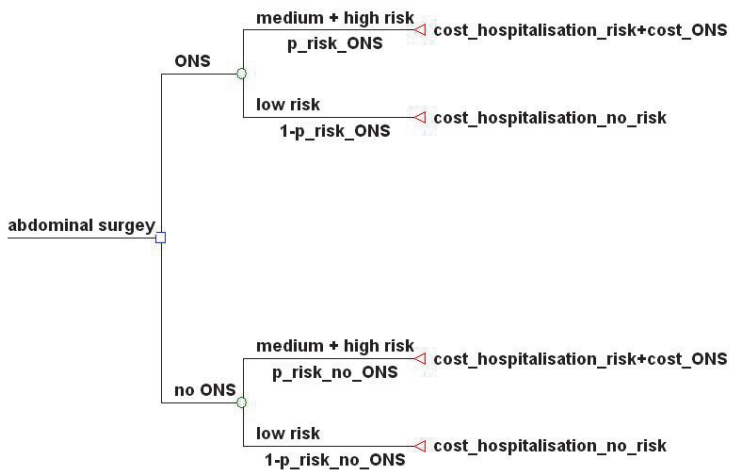 medium + high risk
p_risk_ONS
cost_hospitalisation_risk+cost_ONS
ONS
low risk
1-p_risk_ONS
cost_hospitalisation_no_risk
abdominal surgey
medium + high risk
p_risk_no_ONS
cost_hospitalisation_risk+cost_ONS
no ONS
low risk
1-p_risk_no_ONS
cost_hospitalisation_no_risk